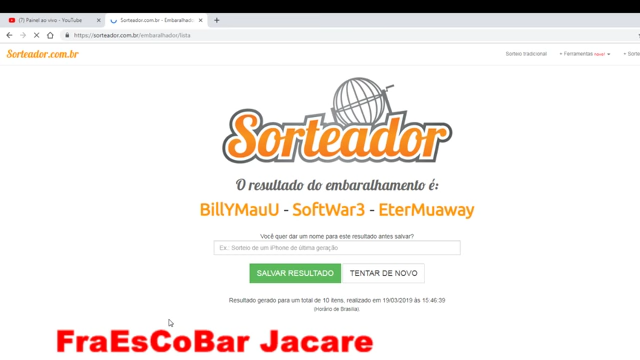 (7) Painel ao vivo - YouTube
Sorteador.com.br - Embaralhad
https://sorteador.com.br/embaralhador/lista
Sorteador.com.br
Sorteio tradicional
+ Ferramentas (novo!)
+ Sorte
Sorteador
O resultado do embaralhamento é:
BillYMauU - SoftWar3 - EterMuaway
Você quer dar um nome para este resultado antes salvar?
Ex.: Sorteio de um iPhone de última geração
SALVAR RESULTADO
TENTAR DE NOVO
Resultado gerado para um total de 10 itens, realizado em 19/03/2019 às 15:46:39
(Horário de Brasília).
FraEsCoBar Jacare